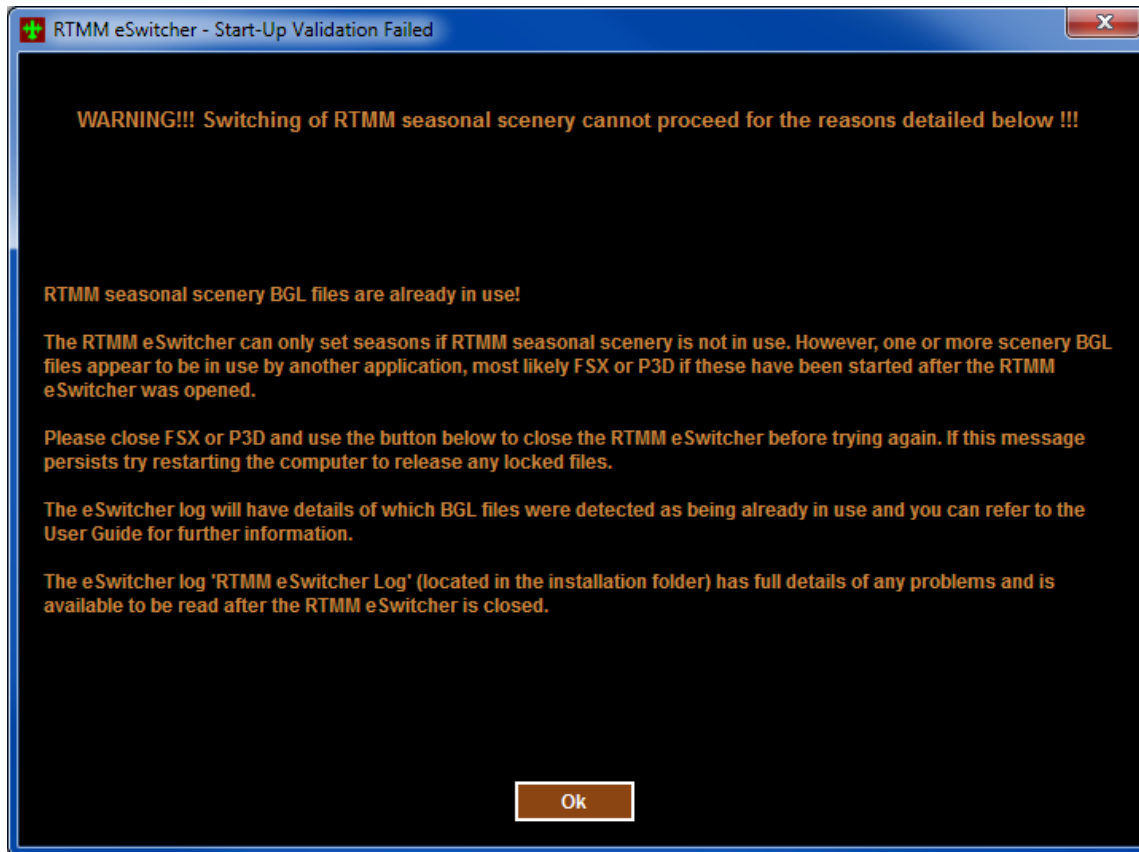 RTMM eSwitcher - Start-Up Validation Failed
WARNING!!! Switching of RTMM seasonal scenery cannot proceed for the reasons detailed below !!!
RTMM seasonal scenery BGL files are already in use!
The RTMM eSwitcher can only set seasons if RTMM seasonal scenery is not in use. However, one or more scenery BGL
files appear to be in use by another application, most likely FSX or P3D if these have been started after the RTMM
eSwitcher was opened.
Please close FSX or P3D and use the button below to close the RTMM eSwitcher before trying again. If this message
persists try restarting the computer to release any locked files.
The eSwitcher log will have details of which BGL files were detected as being already in use and you can refer to the
User Guide for further information.
The eSwitcher log 'RTMM eSwitcher Log' (located in the installation folder) has full details of any problems and is
available to be read after the RTMM eSwitcher is closed.
Ok